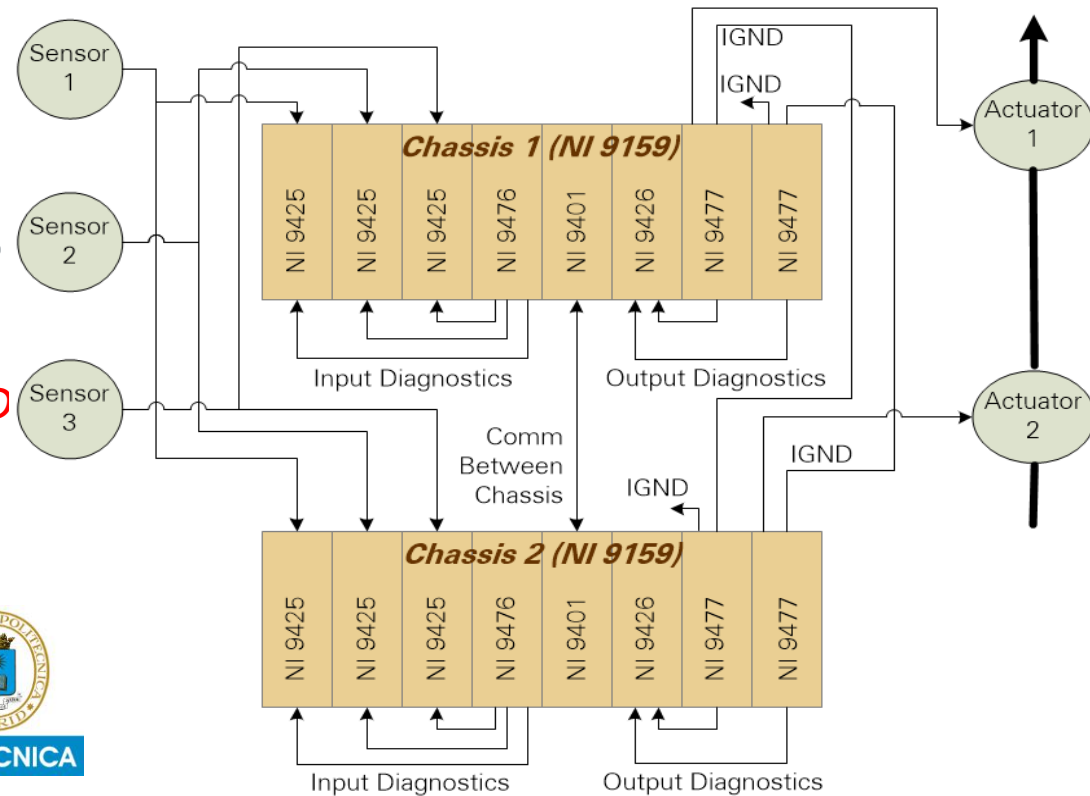 Sensor
1
Sensor
2
Sensor
3
IGND
IGND
Actuator
1
Chassis 1 (NI 9159)
NI 9425
NI 9425
NI 9425
NI 9476
NI 9401
NI 9426
NI 9477
NI 9477
Input Diagnostics
Output Diagnostics
Comm
Between
Chassis
Actuator
2
IGND
IGND
Chassis 2 (NI 9159)
NI 9425
NI 9425
NI 9425
NI 9476
NI 9401
NI 9426
NI 9477
NI 9477
Input Diagnostics
Output Diagnostics
POLITECNICA
CNICA